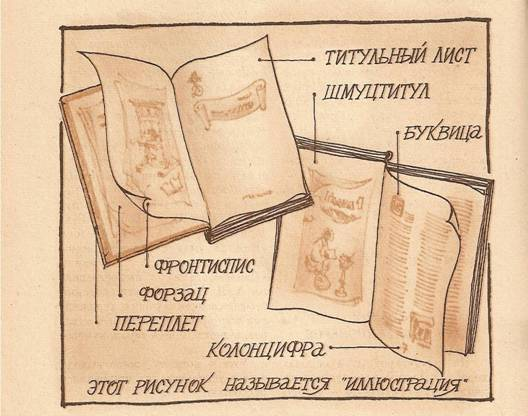 ТИТУЛЬНЫЙ ЛИСТ
ШМУЦТИТУЛ
БУКВИЦА
ФРОНТИСПИС
ФОРЗАЦ
ПЕРЕПЛЕТ
КОЛОНЦИФРА
ЭТОТ РИСУНОК НАЗЫВАЕТСЯ "ИЛЛЮСТРАЦИЯ"